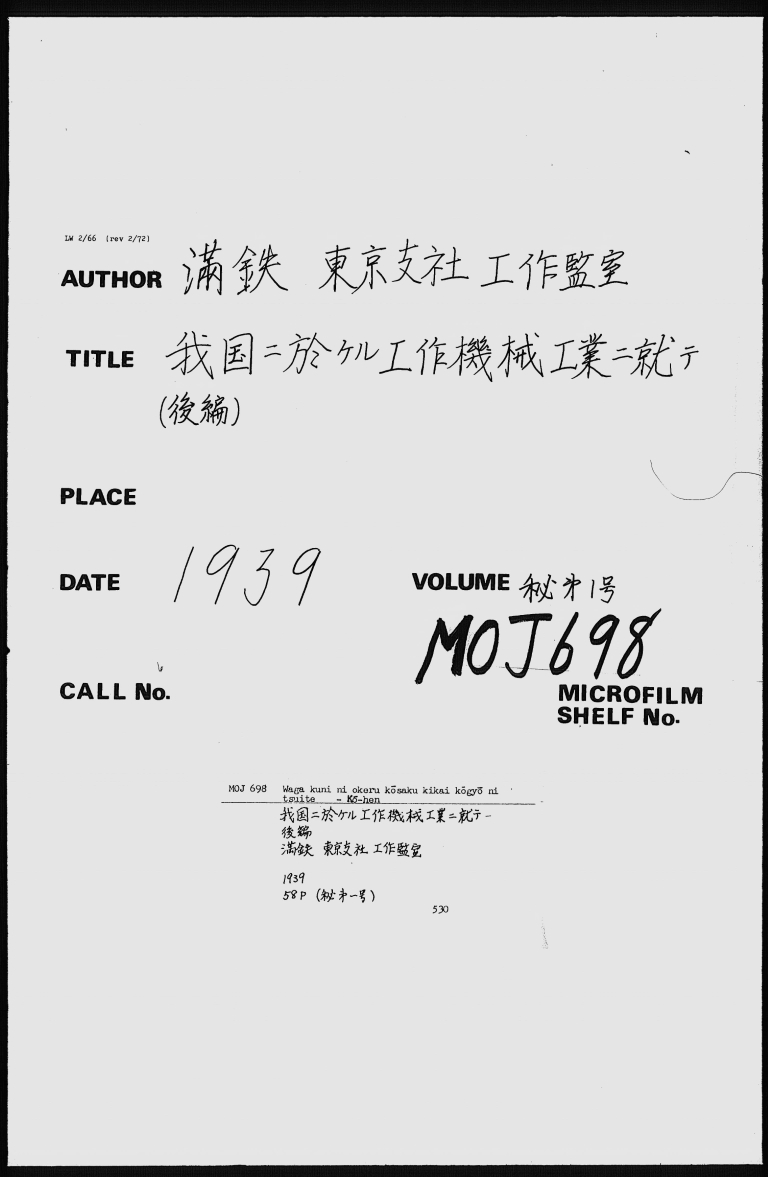 LW 2/66 (rev 2/72)
AUTHOR 満鉄 東京支社 工作監室
TITLE 我国ニ於ケル工作機械工業ニ就テ
(後編)
PLACE
DATE 1939 VOLUME 秘才1号
MOJ698
CALL No. MICROFILM
SHELF No.
MOJ 698 Waga kuni ni okeru kōsaku kikai kōgyō ni
tsuite - Kō-hen
我国ニ於ケル工作機械工業ニ就テ-
後編
満鉄 東京支社 工作監室
1939
58P (秘才一号)
530